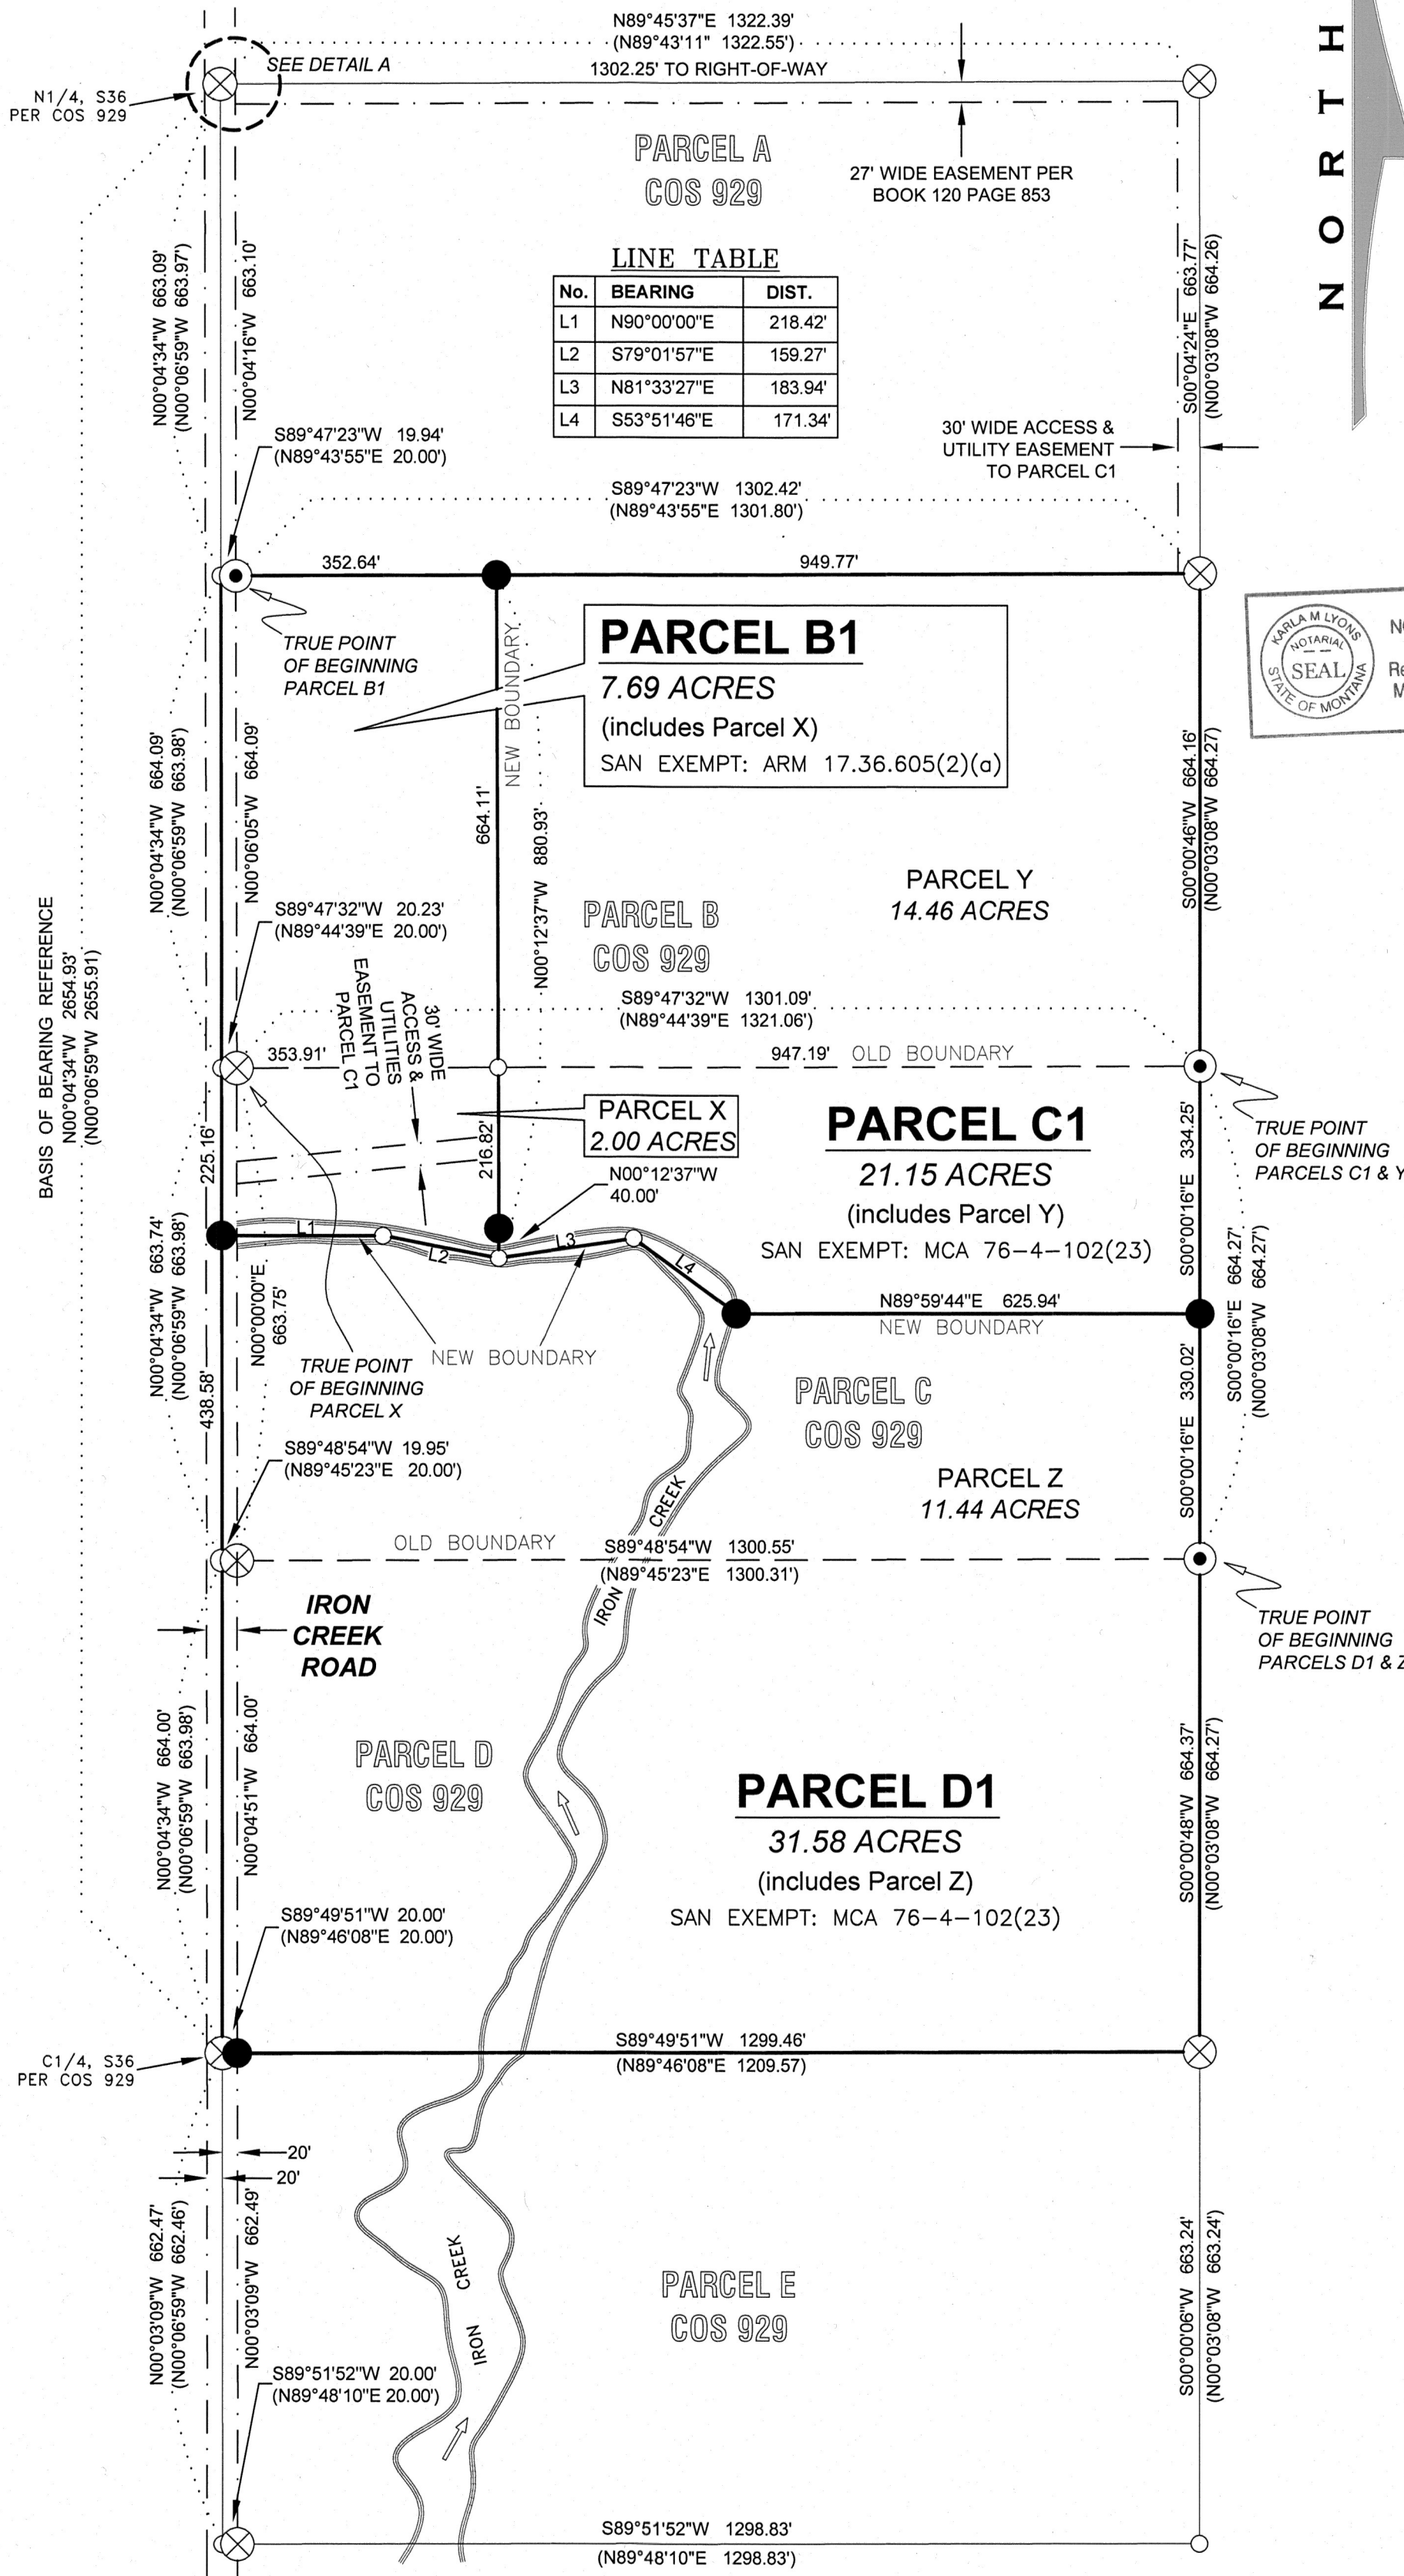 N89°45'37"E 1322.39'
(N89°43'11" 1322.55')
SEE DETAIL A
1302.25' TO RIGHT-OF-WAY
N1/4, S36
PER COS 929
NORTH
PARCEL A
COS 929
27' WIDE EASEMENT PER
BOOK 120 PAGE 853
N00°04'34"W 663.09'
(N00°06'59"W 663.97')
N00°04'16"W 663.10'
LINE TABLE
No. BEARING DIST.
L1 N90°00'00"E 218.42'
L2 S79°01'57"E 159.27'
L3 N81°33'27"E 183.94'
L4 S53°51'46"E 171.34'
S00°04'24"E 663.77'
(N00°03'08"W 664.26)
30' WIDE ACCESS &
UTILITY EASEMENT
TO PARCEL C1
S89°47'23"W 19.94'
(N89°43'55"E 20.00')
S89°47'23"W 1302.42'
(N89°43'55"E 1301.80')
352.64'
949.77'
TRUE POINT
OF BEGINNING
PARCEL B1
NEW BOUNDARY
PARCEL B1
7.69 ACRES
(includes Parcel X)
SAN EXEMPT: ARM 17.36.605(2)(a)
KARLA M LYONS
NOTARIAL
SEAL
STATE OF MONTANA
N00°04'34"W 664.09'
(N00°06'59"W 663.98')
N00°06'05"W 664.09'
664.11'
N00°12'37"W 880.93'
S00°00'46"W 664.16'
(N00°03'08"W 664.27)
PARCEL Y
14.46 ACRES
PARCEL B
COS 929
S89°47'32"W 20.23'
(N89°44'39"E 20.00')
BASIS OF BEARING REFERENCE
N00°04'34"W 2654.93'
(N00°06'59"W 2655.91)
30' WIDE
ACCESS &
UTILITIES
EASEMENT TO
PARCEL C1
S89°47'32"W 1301.09'
(N89°44'39"E 1321.06')
353.91'
947.19' OLD BOUNDARY
PARCEL X
2.00 ACRES
216.82'
N00°12'37"W
40.00'
PARCEL C1
21.15 ACRES
(includes Parcel Y)
SAN EXEMPT: MCA 76-4-102(23)
TRUE POINT
OF BEGINNING
PARCELS C1 & Y
225.16'
S00°00'16"E 334.25'
L1
L2
L3
L4
N89°59'44"E 625.94'
NEW BOUNDARY
N00°04'34"W 663.74'
(N00°06'59"W 663.98')
438.58'
N00°00'00"E
663.75'
TRUE POINT
OF BEGINNING
PARCEL X
NEW BOUNDARY
S00°00'16"E 664.27'
(N00°03'08"W 664.27')
S00°00'16"E 330.02'
PARCEL C
COS 929
S89°48'54"W 19.95'
(N89°45'23"E 20.00')
PARCEL Z
11.44 ACRES
IRON CREEK
OLD BOUNDARY
S89°48'54"W 1300.55'
(N89°45'23"E 1300.31')
IRON
CREEK
ROAD
TRUE POINT
OF BEGINNING
PARCELS D1 & Z
N00°04'34"W 664.00'
(N00°06'59"W 663.98')
N00°04'51"W 664.00'
PARCEL D
COS 929
PARCEL D1
31.58 ACRES
(includes Parcel Z)
SAN EXEMPT: MCA 76-4-102(23)
S00°00'48"W 664.37'
(N00°03'08"W 664.27')
S89°49'51"W 20.00'
(N89°46'08"E 20.00')
C1/4, S36
PER COS 929
S89°49'51"W 1299.46'
(N89°46'08"E 1209.57)
20'
20'
N00°03'09"W 662.47'
(N00°06'59"W 662.46')
N00°03'09"W 662.49'
IRON CREEK
PARCEL E
COS 929
S00°00'06"W 663.24'
(N00°03'08"W 663.24')
S89°51'52"W 20.00'
(N89°48'10"E 20.00')
S89°51'52"W 1298.83'
(N89°48'10"E 1298.83')